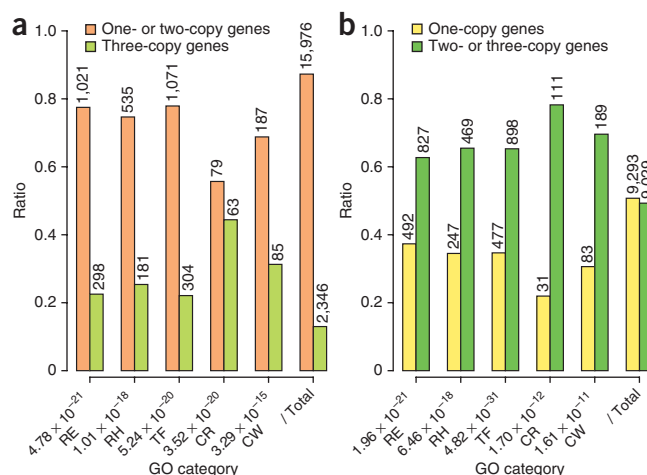 a
One- or two-copy genes
Three-copy genes
Ratio
1.0
0.8
0.6
0.4
0.2
0
1,021
298
535
181
1,071
304
79
63
187
85
15,976
2,346
4.78 × 10−21
RE
1.01 × 10−18
RH
5.24 × 10−20
TF
3.52 × 10−20
CR
3.29 × 10−15
CW
/ Total
GO category
b
One-copy genes
Two- or three-copy genes
Ratio
1.0
0.8
0.6
0.4
0.2
0
492
827
247
469
477
898
31
111
83
189
9,293
1.96 × 10−21
RE
6.46 × 10−18
RH
4.82 × 10−31
TF
1.70 × 10−12
CR
1.61 × 10−11
CW
/ Total
GO category